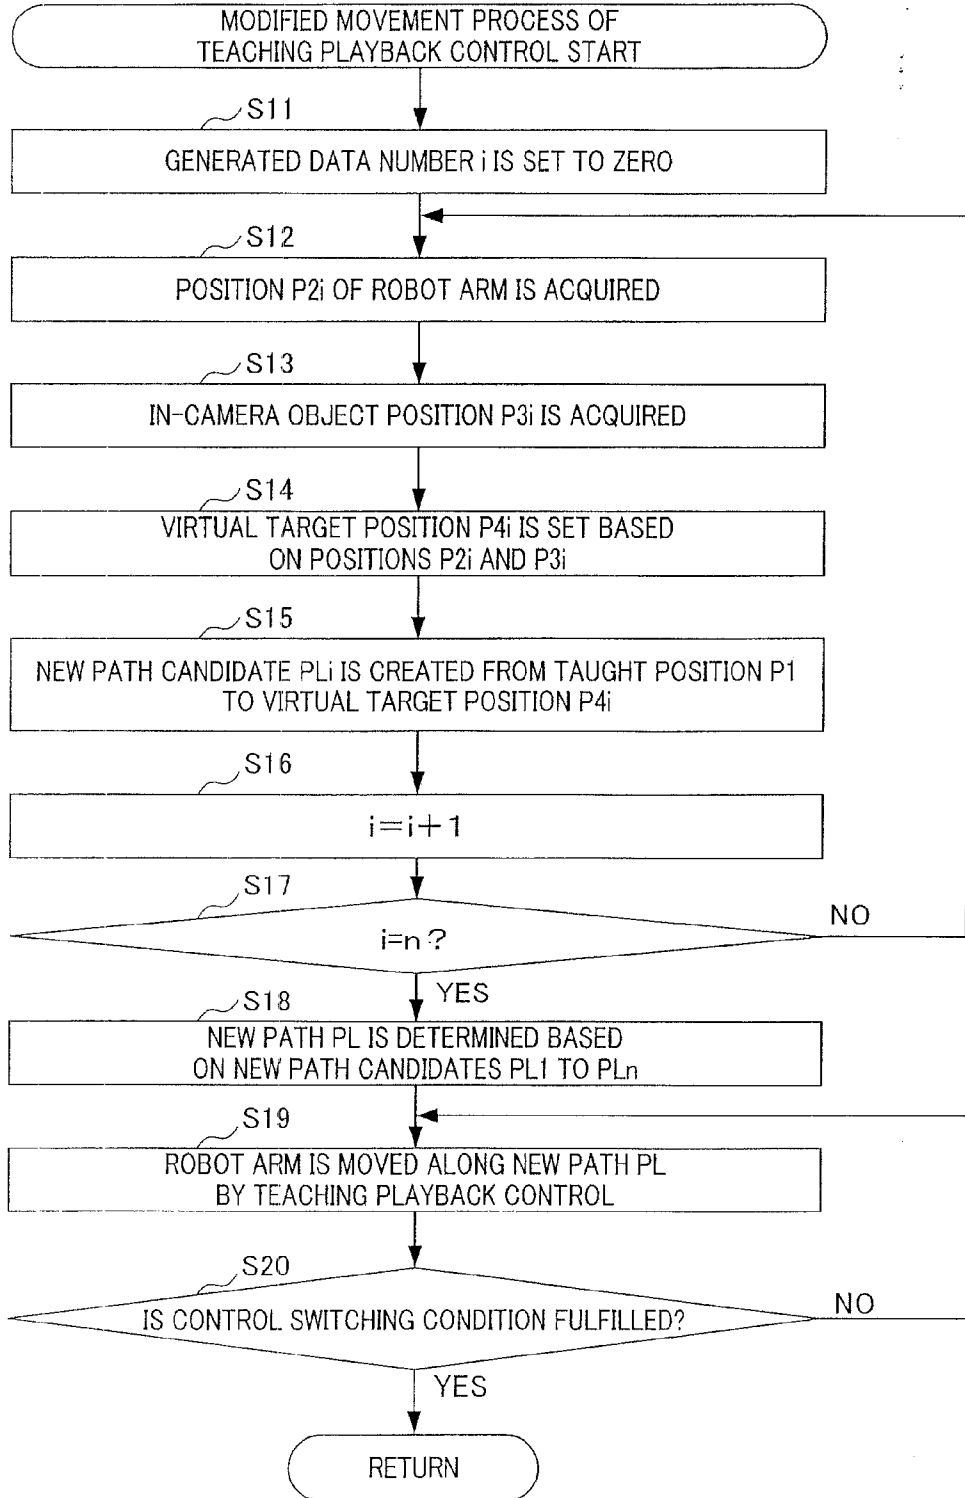 MODIFIED MOVEMENT PROCESS OF
TEACHING PLAYBACK CONTROL START
S11
GENERATED DATA NUMBER i IS SET TO ZERO
S12
POSITION P2i OF ROBOT ARM IS ACQUIRED
S13
IN-CAMERA OBJECT POSITION P3i IS ACQUIRED
S14
VIRTUAL TARGET POSITION P4i IS SET BASED
ON POSITIONS P2i AND P3i
S15
NEW PATH CANDIDATE PLi IS CREATED FROM TAUGHT POSITION P1
TO VIRTUAL TARGET POSITION P4i
S16
i=i+1
S17
i=n?
NO
YES
S18
NEW PATH PL IS DETERMINED BASED
ON NEW PATH CANDIDATES PL1 TO PLn
S19
ROBOT ARM IS MOVED ALONG NEW PATH PL
BY TEACHING PLAYBACK CONTROL
S20
IS CONTROL SWITCHING CONDITION FULFILLED?
NO
YES
RETURN